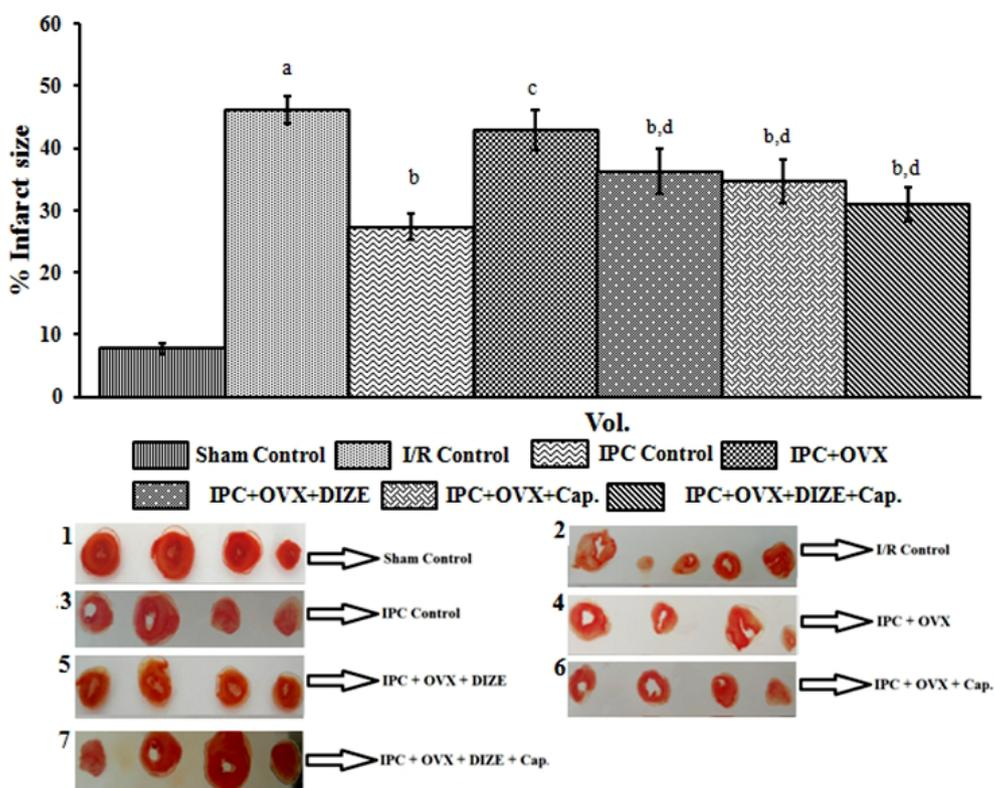 60
50
40
30
20
10
0
% Infarct size
a
b
c
b,d
b,d
b,d
Vol.
Sham Control I/R Control IPC Control IPC+OVX
IPC+OVX+DIZE IPC+OVX+Cap. IPC+OVX+DIZE+Cap.
1 Sham Control
2 I/R Control
.3 IPC Control
4 IPC + OVX
5 IPC + OVX + DIZE
6 IPC + OVX + Cap.
7 IPC + OVX + DIZE + Cap.